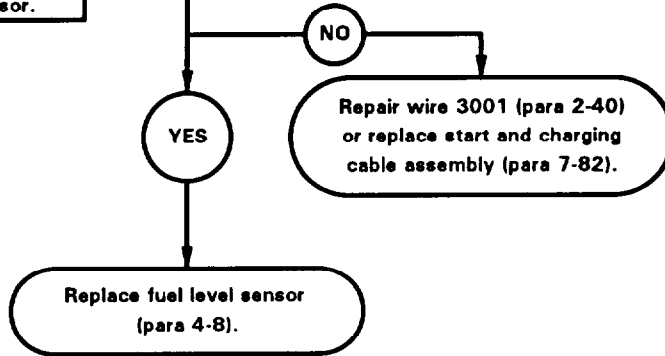 sor.
NO
Repair wire 3001 (para 2-40)
or replace start and charging
cable assembly (para 7-82).
YES
Replace fuel level sensor
(para 4-8).